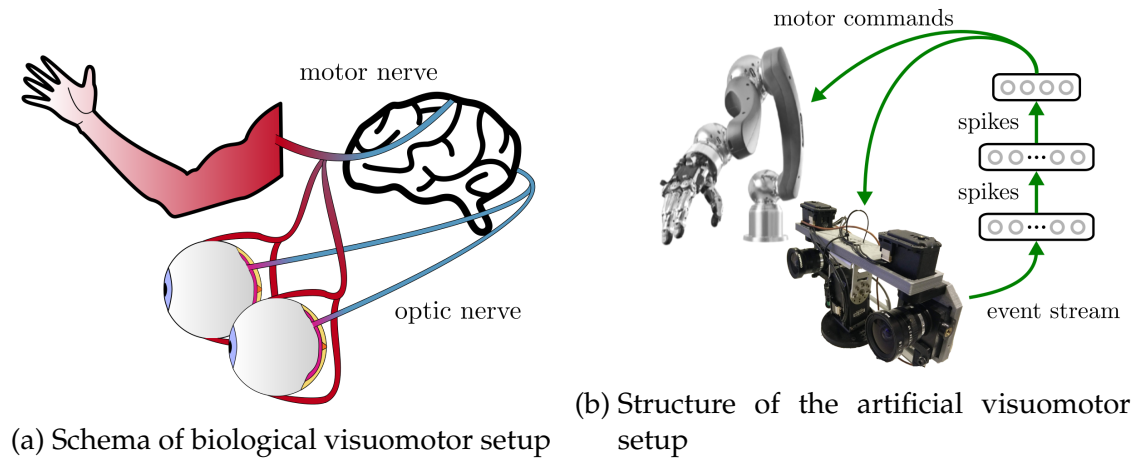 motor nerve
optic nerve
(a) Schema of biological visuomotor setup
motor commands
spikes
spikes
event stream
(b) Structure of the artificial visuomotor
setup